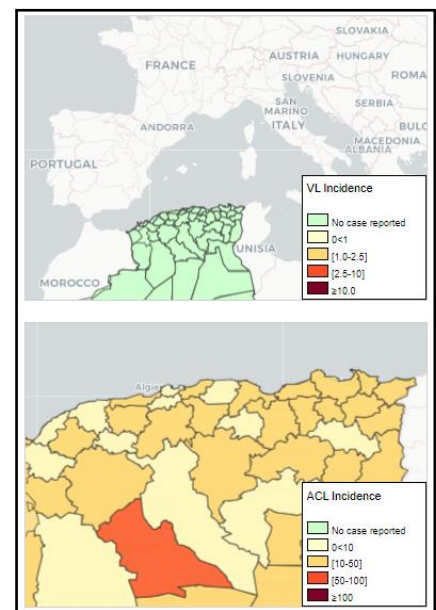 SLOVAKIA
FRANCE
AUSTRIA HUNGARY
SLOVENIA
ROMA
SAN
MARINO
ITALY
SERBIA
BULG
ANDORRA
MACEDONIA
ALBANIA
PORTUGAL
VL Incidence
No case reported
0<1
[1.0-2.5]
[2.5-10]
≥10.0
TUNISIA
MOROCCO
Algie
ACL Incidence
No case reported
0<10
[10-50]
[50-100]
≥100